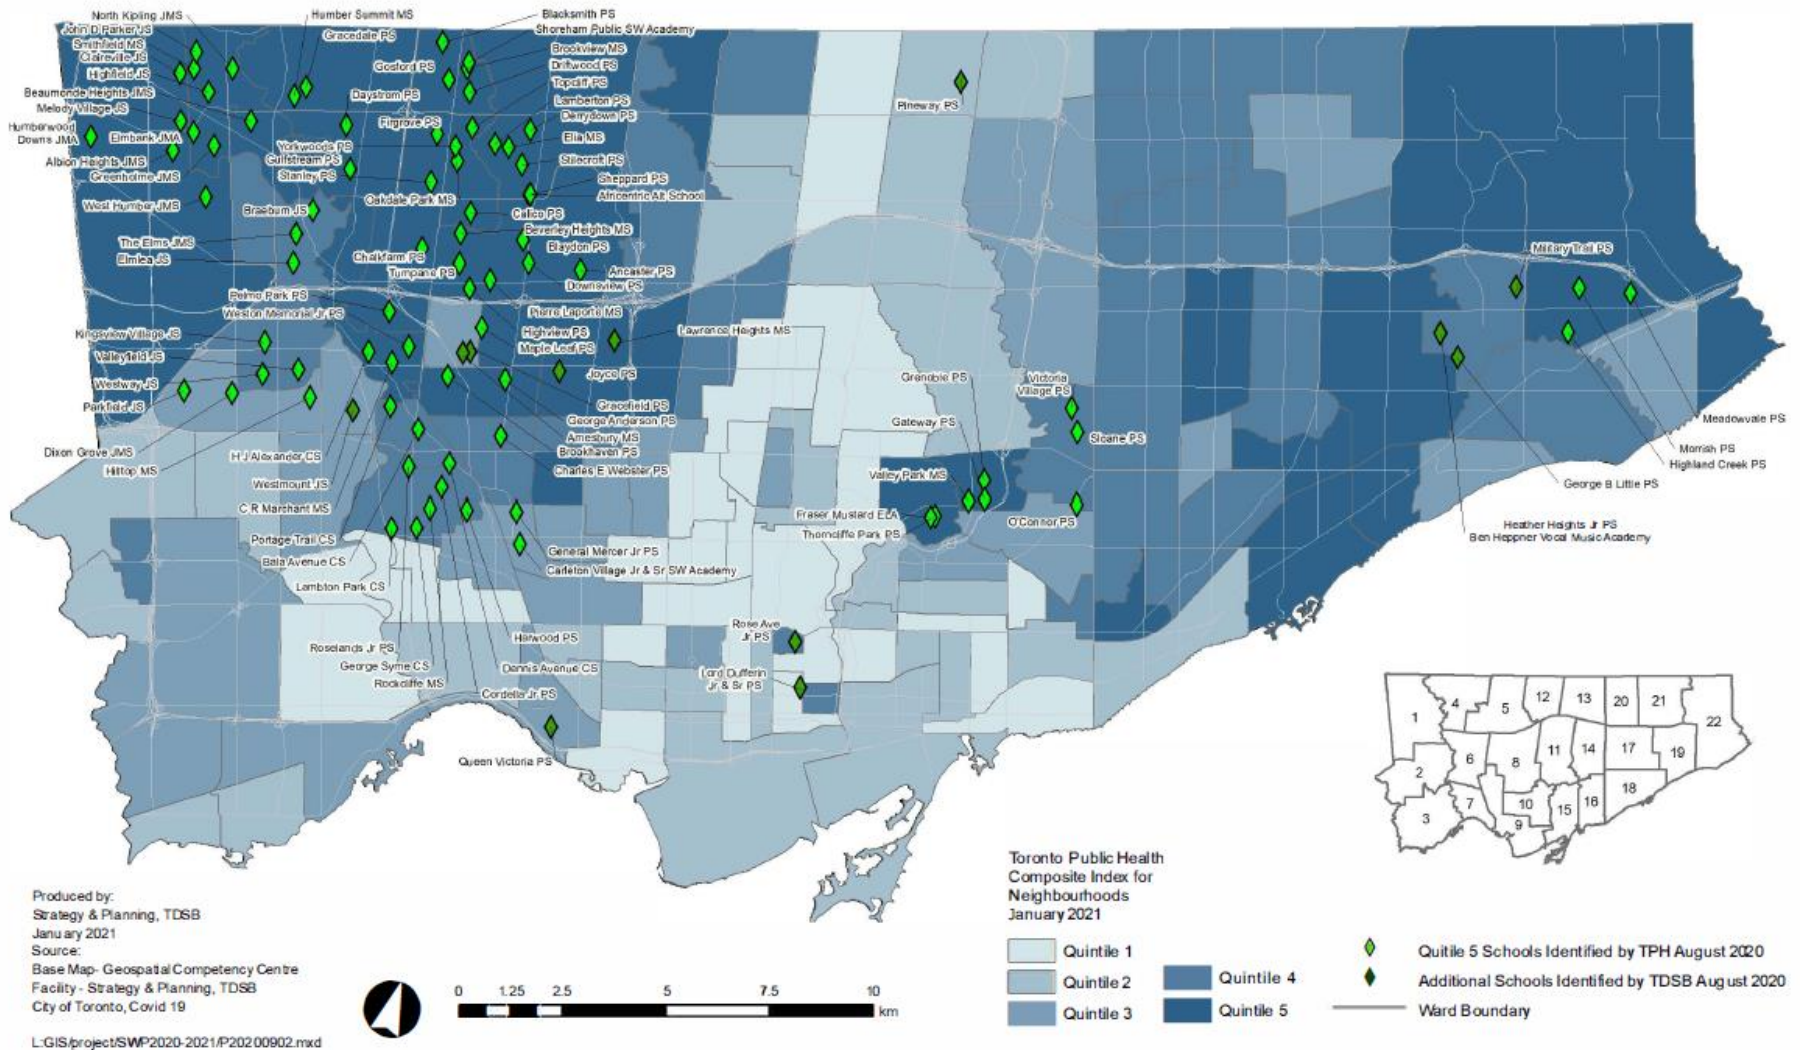 North Kipling JMS
John D Parker JS
Smithfield MS
Claireville JS
Highfield JS
Beaumonde Heights JMS
Melody Village JS
Humberwood
Downs JMA
Elmbank JMA
Albion Heights JMS
Greenholme JMS
West Humber JMS
The Elms JMS
Elmlea JS
Braeburn JS
Humber Summit MS
Gracedale PS
Gosford PS
Daystrom PS
Firgrove PS
Yorkwoods PS
Gulfstream PS
Stanley PS
Oakdale Park MS
Chalkfarm PS
Tumpane PS
Blacksmith PS
Shoreham Public SW Academy
Brookview MS
Driftwood PS
Topcliff PS
Lamberton PS
Derrydown PS
Elia MS
Stilecroft PS
Sheppard PS
Africentric Alt School
Calico PS
Beverley Heights MS
Blaydon PS
Ancaster PS
Downsview PS
Pelmo Park PS
Weston Memorial Jr PS
Kingsview Village JS
Valleyfield JS
Westway JS
Parkfield JS
Dixon Grove JMS
Hilltop MS
Pierre Laporte MS
Highview PS
Maple Leaf PS
Lawrence Heights MS
Joyce PS
Gracefield PS
George Anderson PS
Amesbury MS
Brookhaven PS
Charles E Webster PS
H J Alexander CS
Westmount JS
C R Marchant MS
Portage Trail CS
Bala Avenue CS
Lambton Park CS
Roselands Jr PS
George Syme CS
Rockcliffe MS
General Mercer Jr PS
Carleton Village Jr & Sr SW Academy
Harwood PS
Dennis Avenue CS
Cordella Jr PS
Queen Victoria PS
Rose Ave
Jr PS
Lord Dufferin
Jr & Sr PS
Pineway PS
Grenoble PS
Gateway PS
Valley Park MS
Fraser Mustard ELA
Thorncliffe Park PS
Victoria
Village PS
Sloane PS
O'Connor PS
Military Trail PS
Meadowvale PS
Morrish PS
Highland Creek PS
George B Little PS
Heather Heights Jr PS
Ben Heppner Vocal Music Academy
1
2
3
4
5
6
7
8
9
10
11
12
13
14
15
16
17
18
19
20
21
22
Produced by:
Strategy & Planning, TDSB
January 2021
Source:
Base Map- Geospatial Competency Centre
Facility - Strategy & Planning, TDSB
City of Toronto, Covid 19
L:GIS/project/SWP2020-2021/P20200902.mxd
0 1.25 2.5 5 7.5 10
km
Toronto Public Health
Composite Index for
Neighbourhoods
January 2021
Quintile 1
Quintile 2
Quintile 3
Quintile 4
Quintile 5
Quitile 5 Schools Identified by TPH August 2020
Additional Schools Identified by TDSB August 2020
Ward Boundary